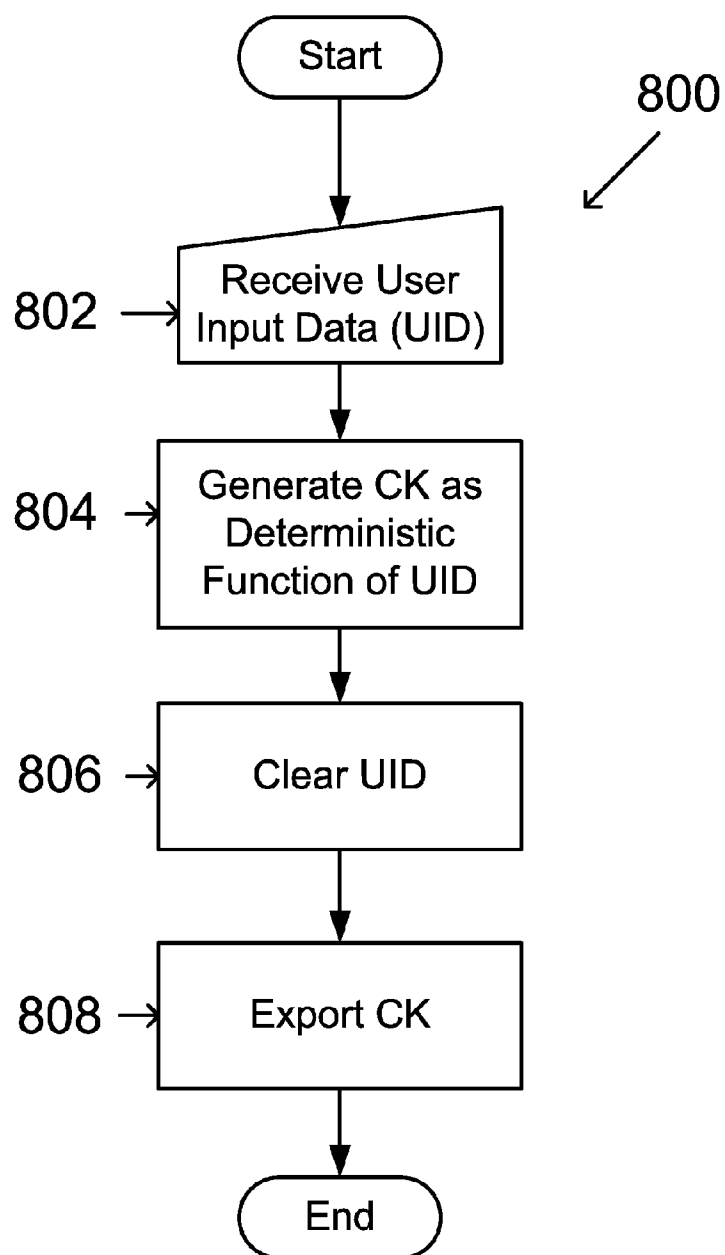 Start
800
802
Receive User
Input Data (UID)
804
Generate CK as
Deterministic
Function of UID
806
Clear UID
808
Export CK
End